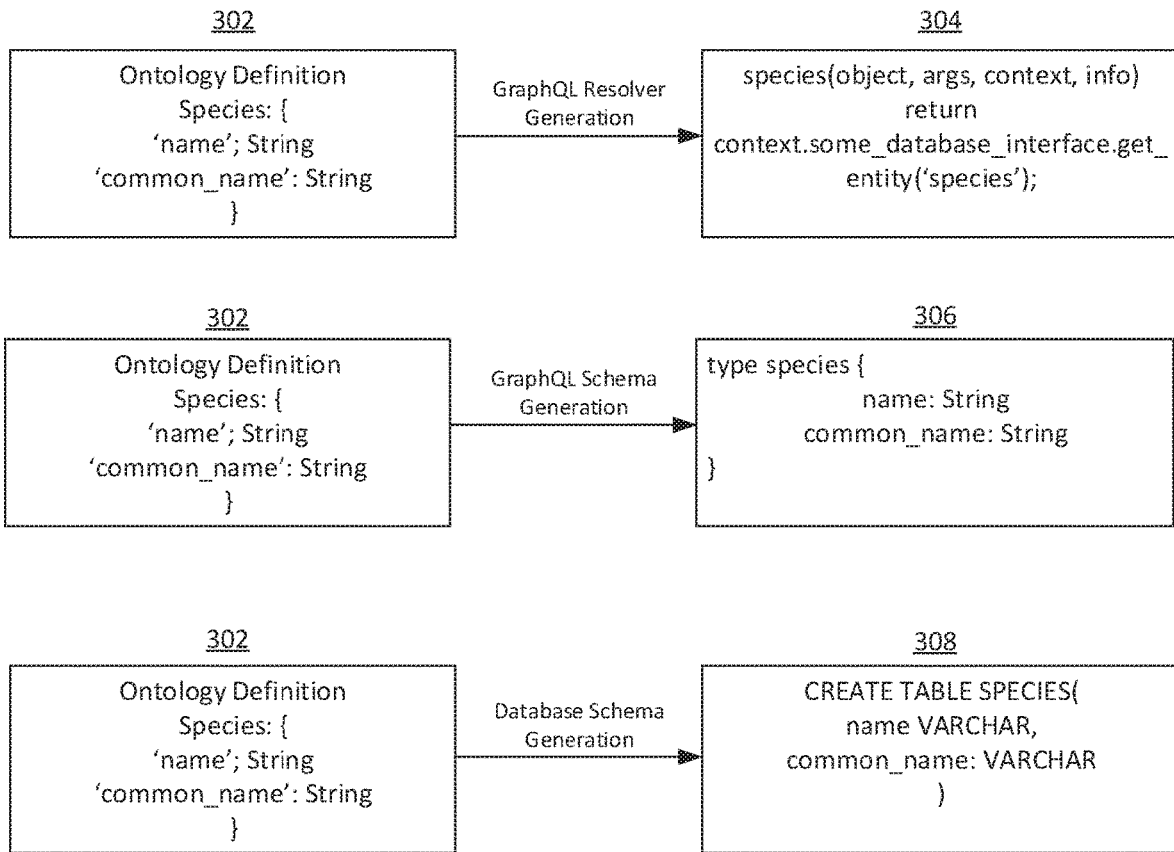 302
Ontology Definition
Species: {
‘name’; String
‘common_name’: String
}
GraphQL Resolver
Generation
304
species(object, args, context, info)
return
context.some_database_interface.get_
entity(‘species’);
302
Ontology Definition
Species: {
‘name’; String
‘common_name’: String
}
GraphQL Schema
Generation
306
type species {
name: String
common_name: String
}
302
Ontology Definition
Species: {
‘name’; String
‘common_name’: String
}
Database Schema
Generation
308
CREATE TABLE SPECIES(
name VARCHAR,
common_name: VARCHAR
)